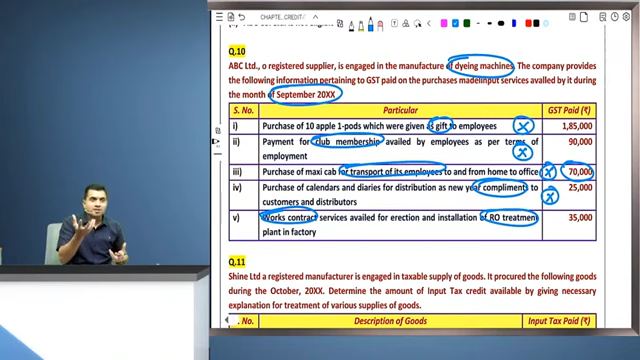 CHAPTE...CREDIT/
Q.10
ABC Ltd., o registered supplier, is engaged in the manufacture of dyeing machines. The company provides
the following information pertaining to GST paid on the purchases madeIinput services avalled by it during
the month of September 20XX
S. No. Particular GST Paid (₹)
i) Purchase of 10 apple 1-pods which were given as gift to employees 1,85,000
ii) Payment for club membership availed by employees as per terms of 90,000
employment
iii) Purchase of maxi cab for transport of its employees to and from home to office 70,000
iv) Purchase of calendars and diaries for distribution as new year compliment to 25,000
customers and distributors
v) Works contract services availed for erection and installation of RO treatment 35,000
plant in factory
Q.11
Shine Ltd a registered manufacturer is engaged in taxable supply of goods. It procured the following goods
during the October, 20XX. Determine the amount of Input Tax credit available by giving necessary
explanation for treatment of various supplies of goods.
S. No. Description of Goods Input Tax Paid (₹)